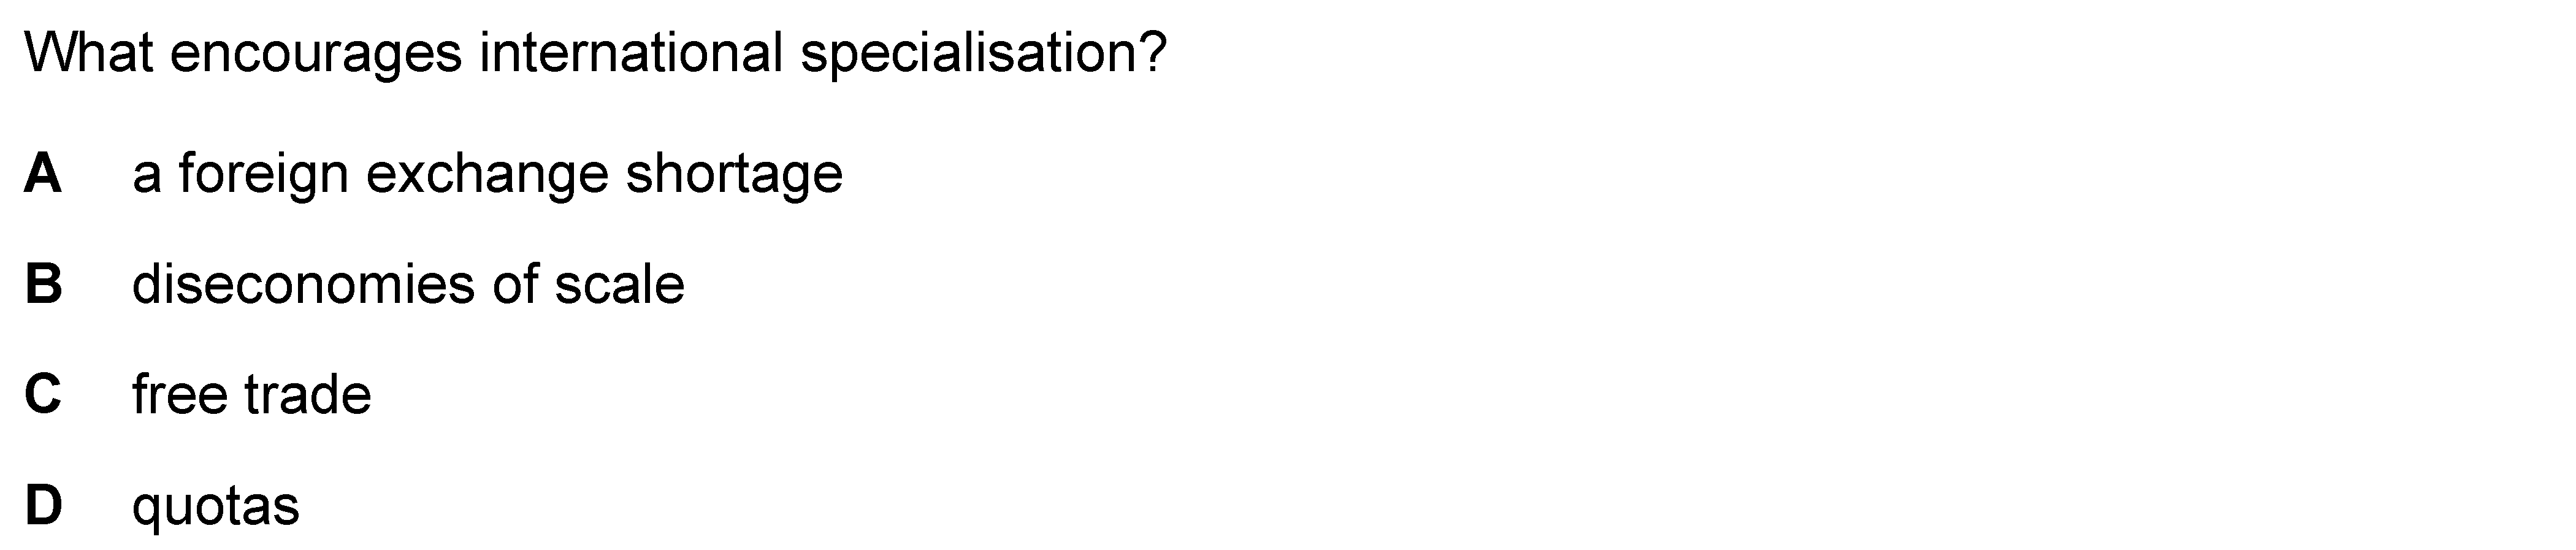 What encourages international specialisation?
A a foreign exchange shortage
B diseconomies of scale
C free trade
D quotas